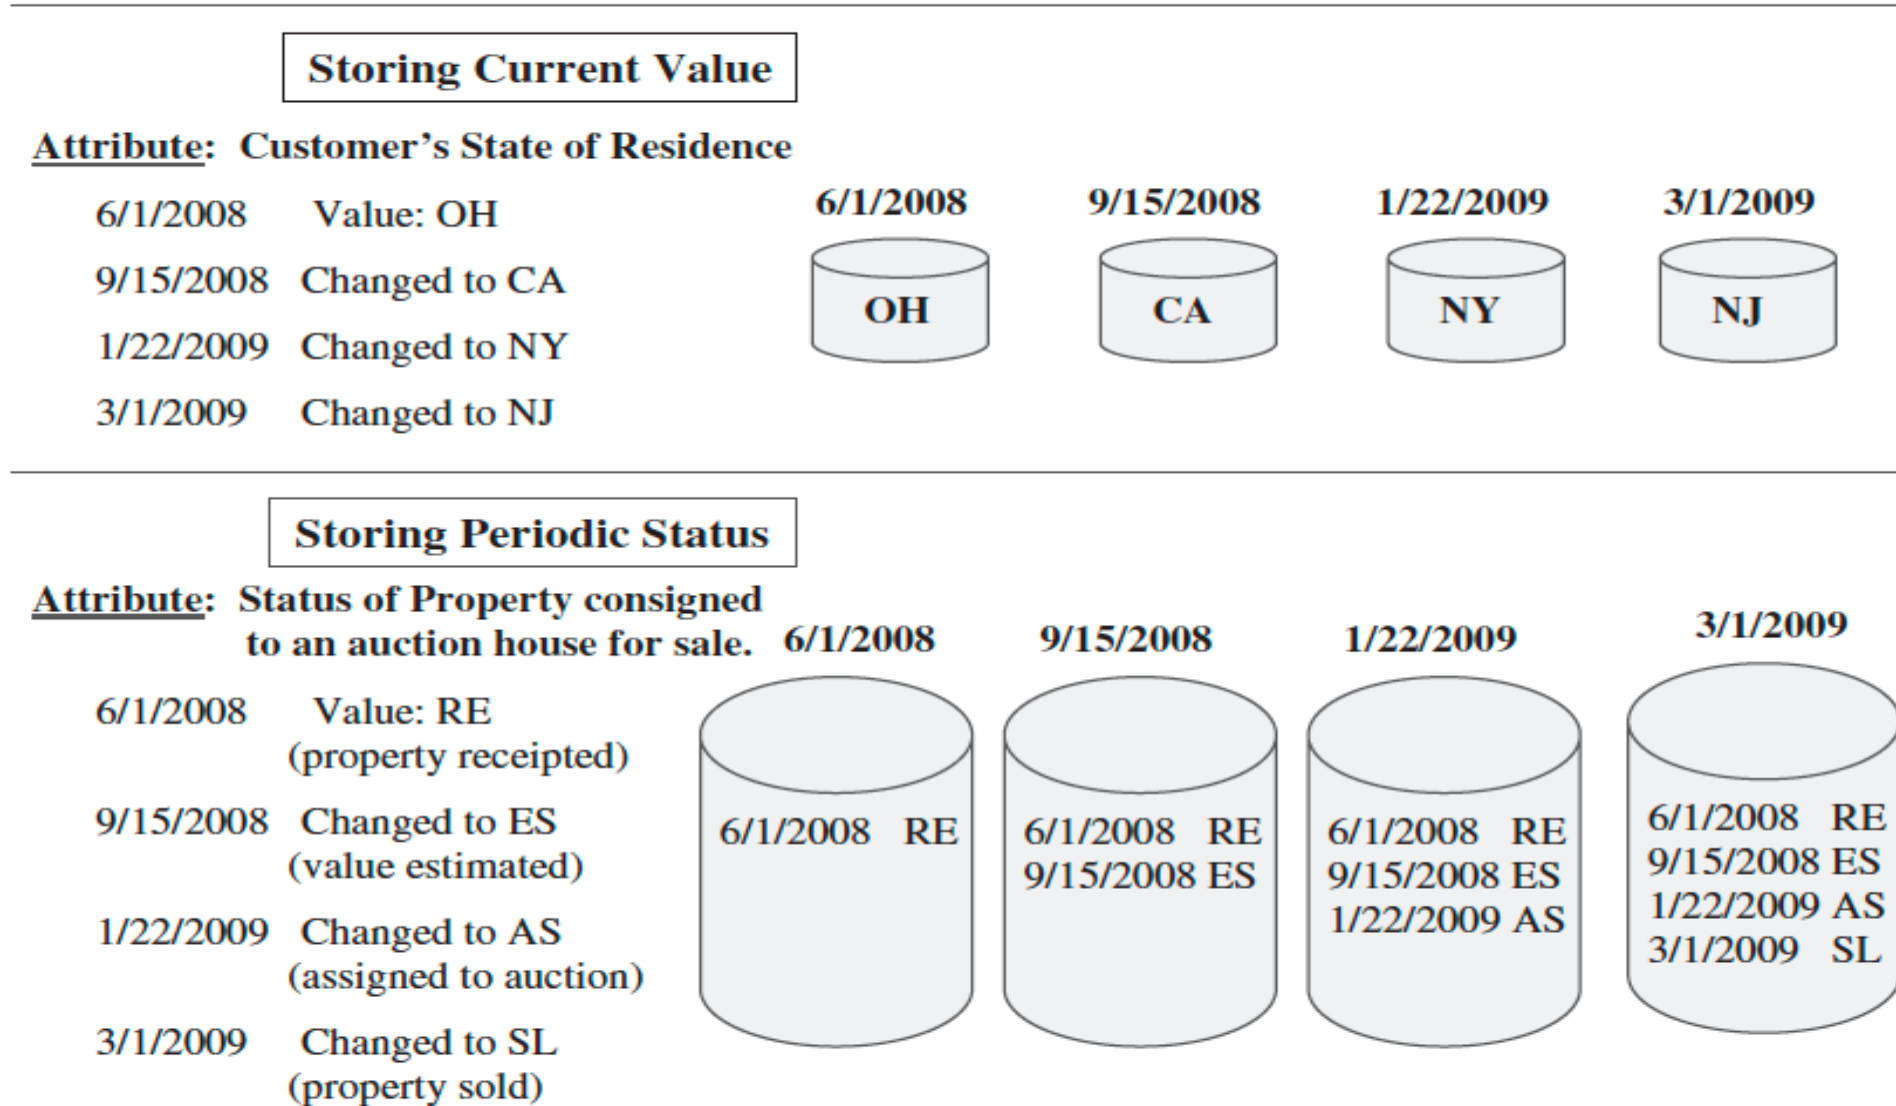 Storing Current Value
Attribute: Customer's State of Residence
6/1/2008 Value: OH
9/15/2008 Changed to CA
1/22/2009 Changed to NY
3/1/2009 Changed to NJ
6/1/2008 9/15/2008 1/22/2009 3/1/2009
OH CA NY NJ
Storing Periodic Status
Attribute: Status of Property consigned
to an auction house for sale.
6/1/2008 Value: RE
(property receipted)
9/15/2008 Changed to ES
(value estimated)
1/22/2009 Changed to AS
(assigned to auction)
3/1/2009 Changed to SL
(property sold)
6/1/2008
6/1/2008 RE
9/15/2008
6/1/2008 RE
9/15/2008 ES
1/22/2009
6/1/2008 RE
9/15/2008 ES
1/22/2009 AS
3/1/2009
6/1/2008 RE
9/15/2008 ES
1/22/2009 AS
3/1/2009 SL